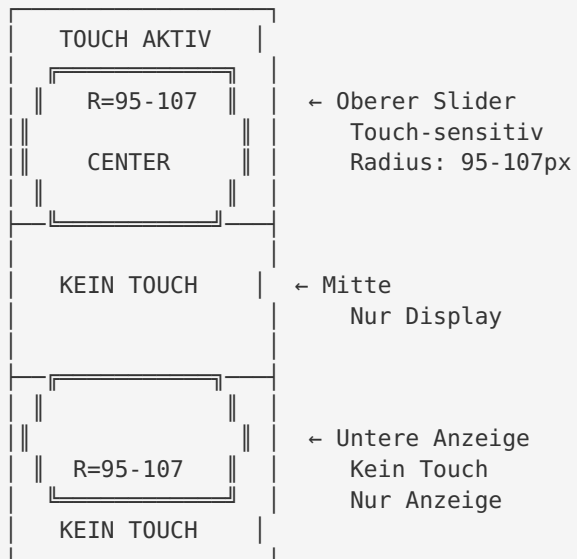 TOUCH AKTIV
R=95-107 ← Oberer Slider
Touch-sensitiv
CENTER Radius: 95-107px
KEIN TOUCH ← Mitte
Nur Display
← Untere Anzeige
R=95-107 Kein Touch
Nur Anzeige
KEIN TOUCH